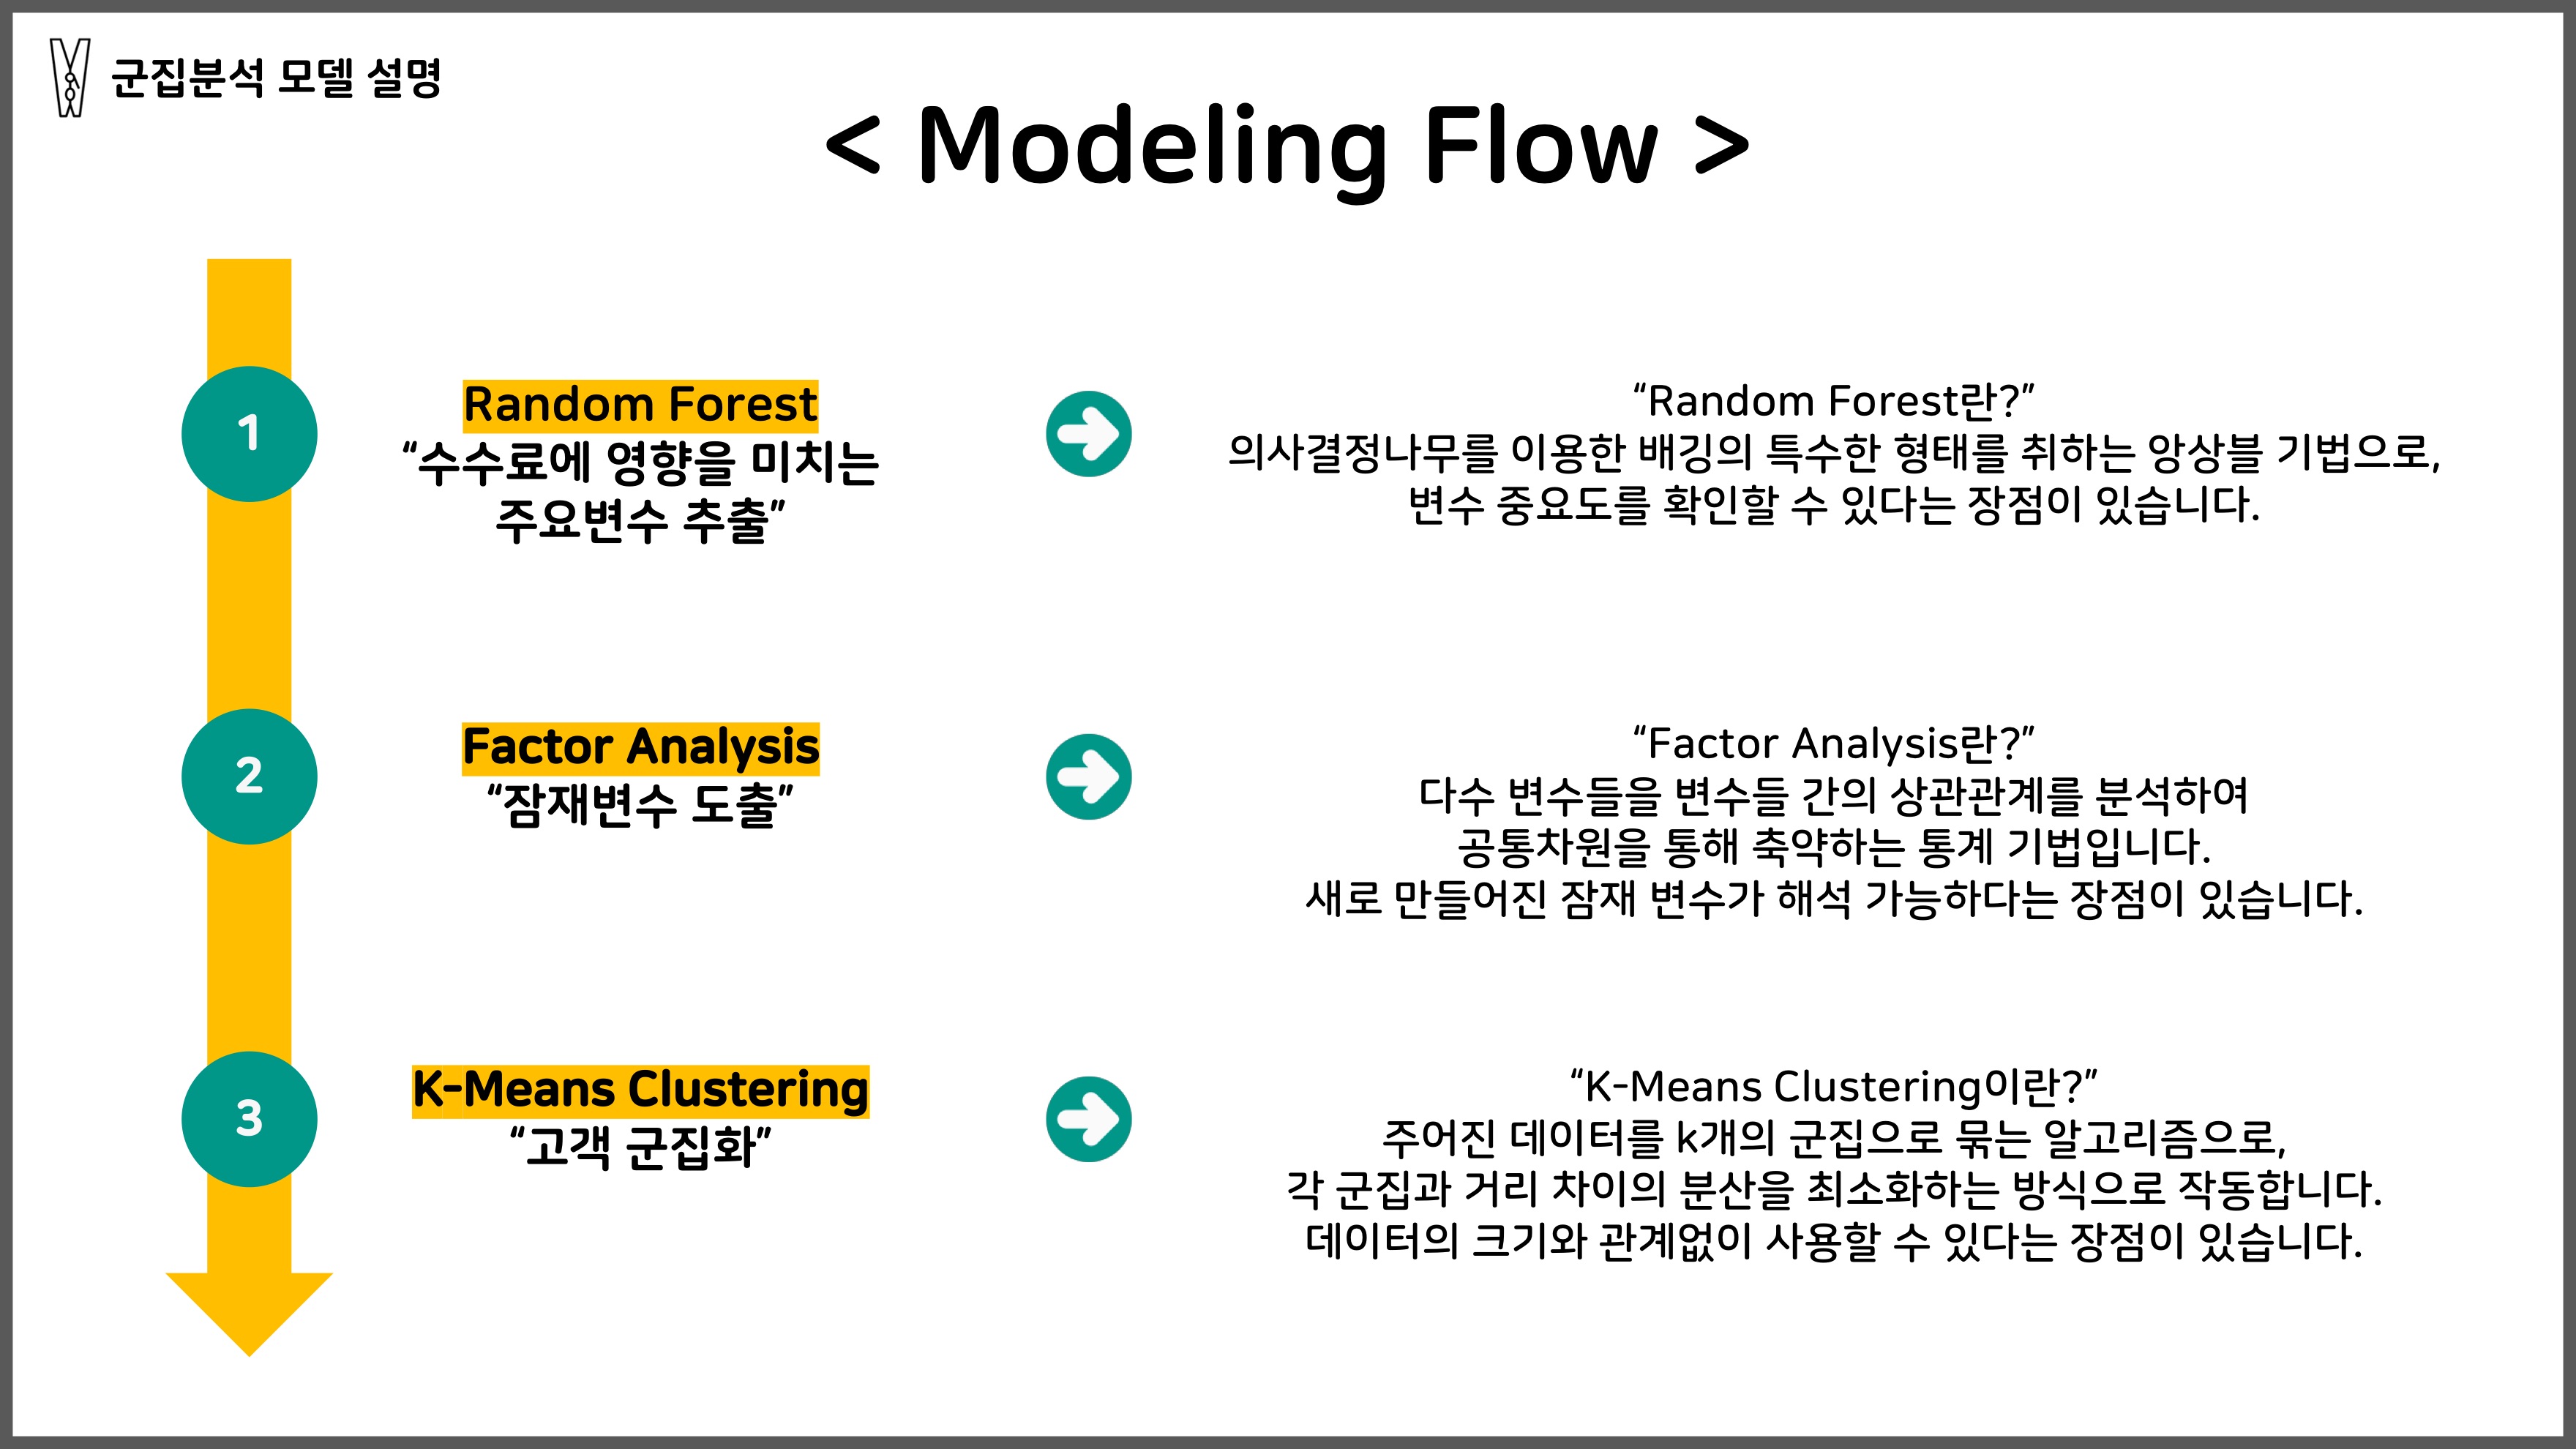 군집분석 모델 설명
< Modeling Flow >
1
Random Forest
“수수료에 영향을 미치는
주요변수 추출”
“Random Forest란?”
의사결정나무를 이용한 배깅의 특수한 형태를 취하는 앙상블 기법으로,
변수 중요도를 확인할 수 있다는 장점이 있습니다.
2
Factor Analysis
“잠재변수 도출”
“Factor Analysis란?”
다수 변수들을 변수들 간의 상관관계를 분석하여
공통차원을 통해 축약하는 통계 기법입니다.
새로 만들어진 잠재 변수가 해석 가능하다는 장점이 있습니다.
3
K-Means Clustering
“고객 군집화”
“K-Means Clustering이란?”
주어진 데이터를 k개의 군집으로 묶는 알고리즘으로,
각 군집과 거리 차이의 분산을 최소화하는 방식으로 작동합니다.
데이터의 크기와 관계없이 사용할 수 있다는 장점이 있습니다.